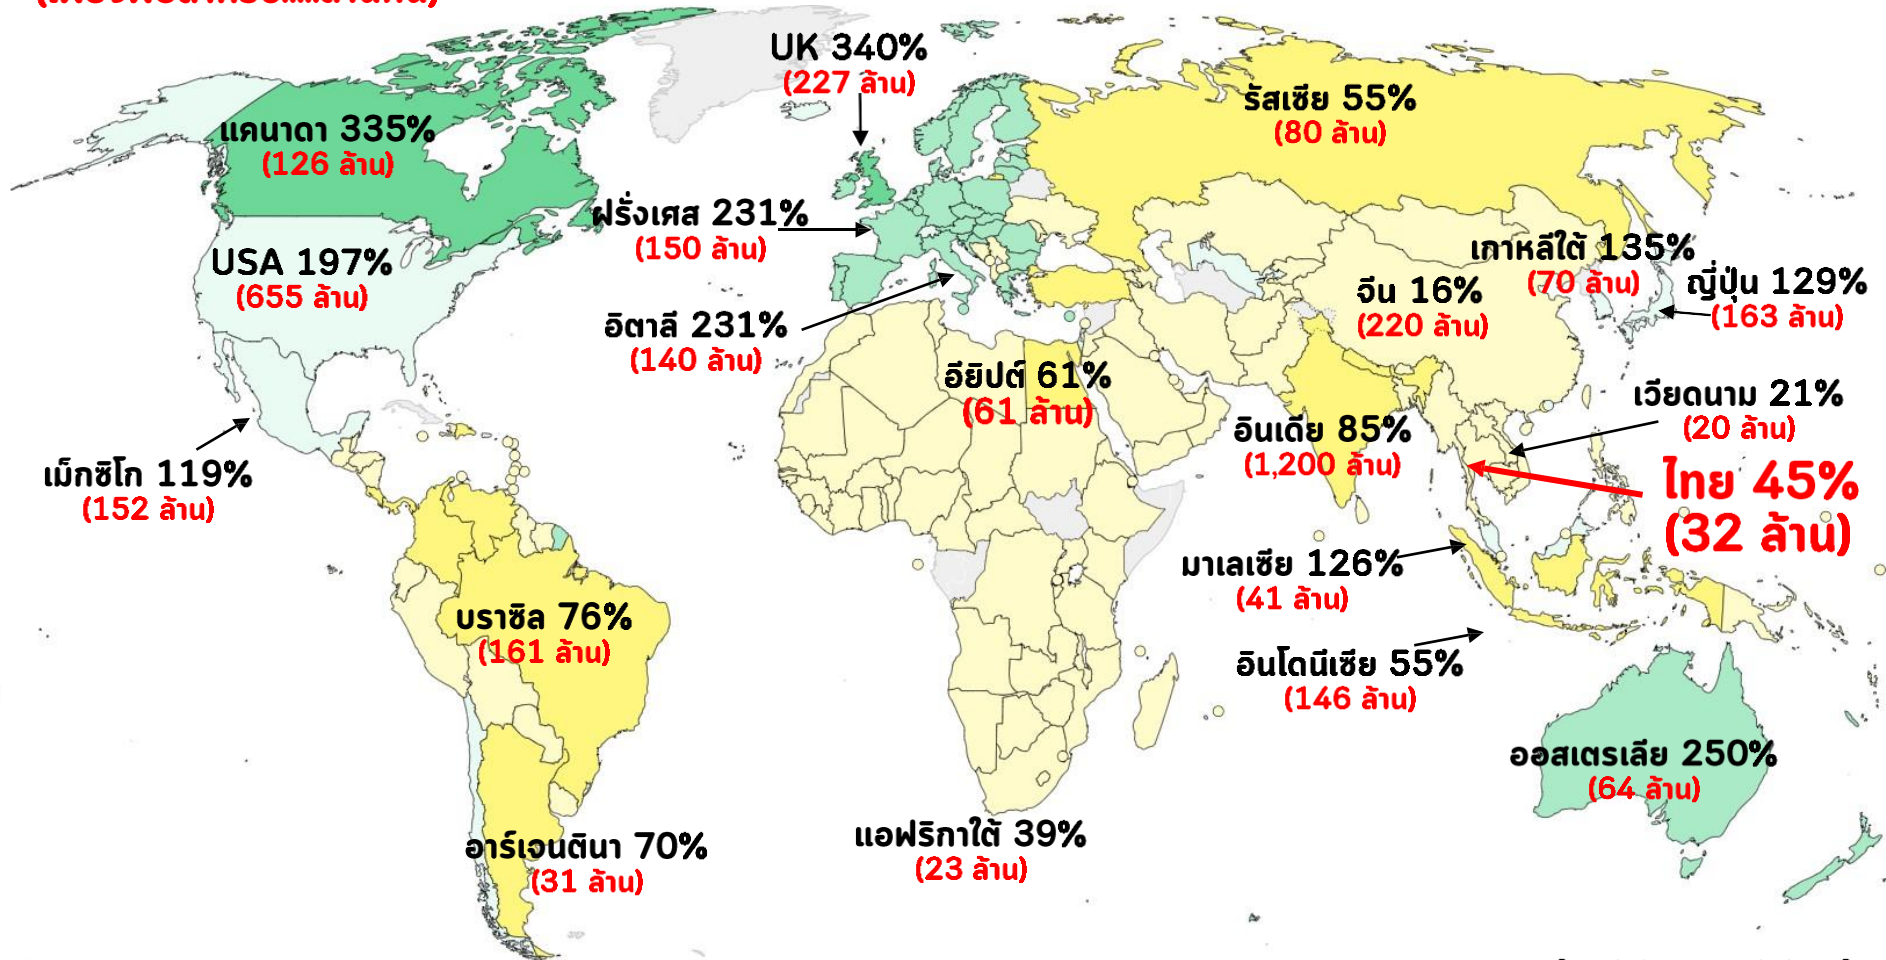 UK 340%
(227 ล้าน)
รัสเซีย 55%
(80 ล้าน)
แคนาดา 335%
(126 ล้าน)
ฝรั่งเศส 231%
(150 ล้าน)
USA 197%
(655 ล้าน)
เกาหลีใต้ 135%
(70 ล้าน)
จีน 16%
(220 ล้าน)
ญี่ปุ่น 129%
(163 ล้าน)
อิตาลี 231%
(140 ล้าน)
อียิปต์ 61%
(61 ล้าน)
เวียดนาม 21%
(20 ล้าน)
อินเดีย 85%
(1,200 ล้าน)
เม็กซิโก 119%
(152 ล้าน)
ไทย 45%
(32 ล้าน)
มาเลเซีย 126%
(41 ล้าน)
บราซิล 76%
(161 ล้าน)
อินโดนีเซีย 55%
(146 ล้าน)
ออสเตรเลีย 250%
(64 ล้าน)
อาร์เจนตินา 70%
(31 ล้าน)
แอฟริกาใต้ 39%
(23 ล้าน)